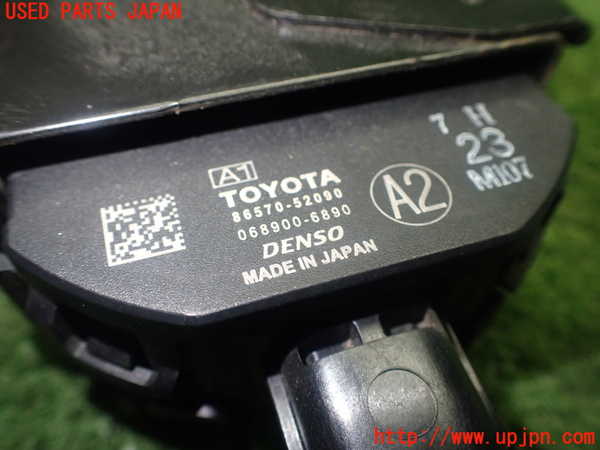 USED PARTS JAPAN
7 H
23
M107
A1
TOYOTA
86570-52090
068900-6890
DENSO
MADE IN JAPAN
A2
http://www.upjpn.com/